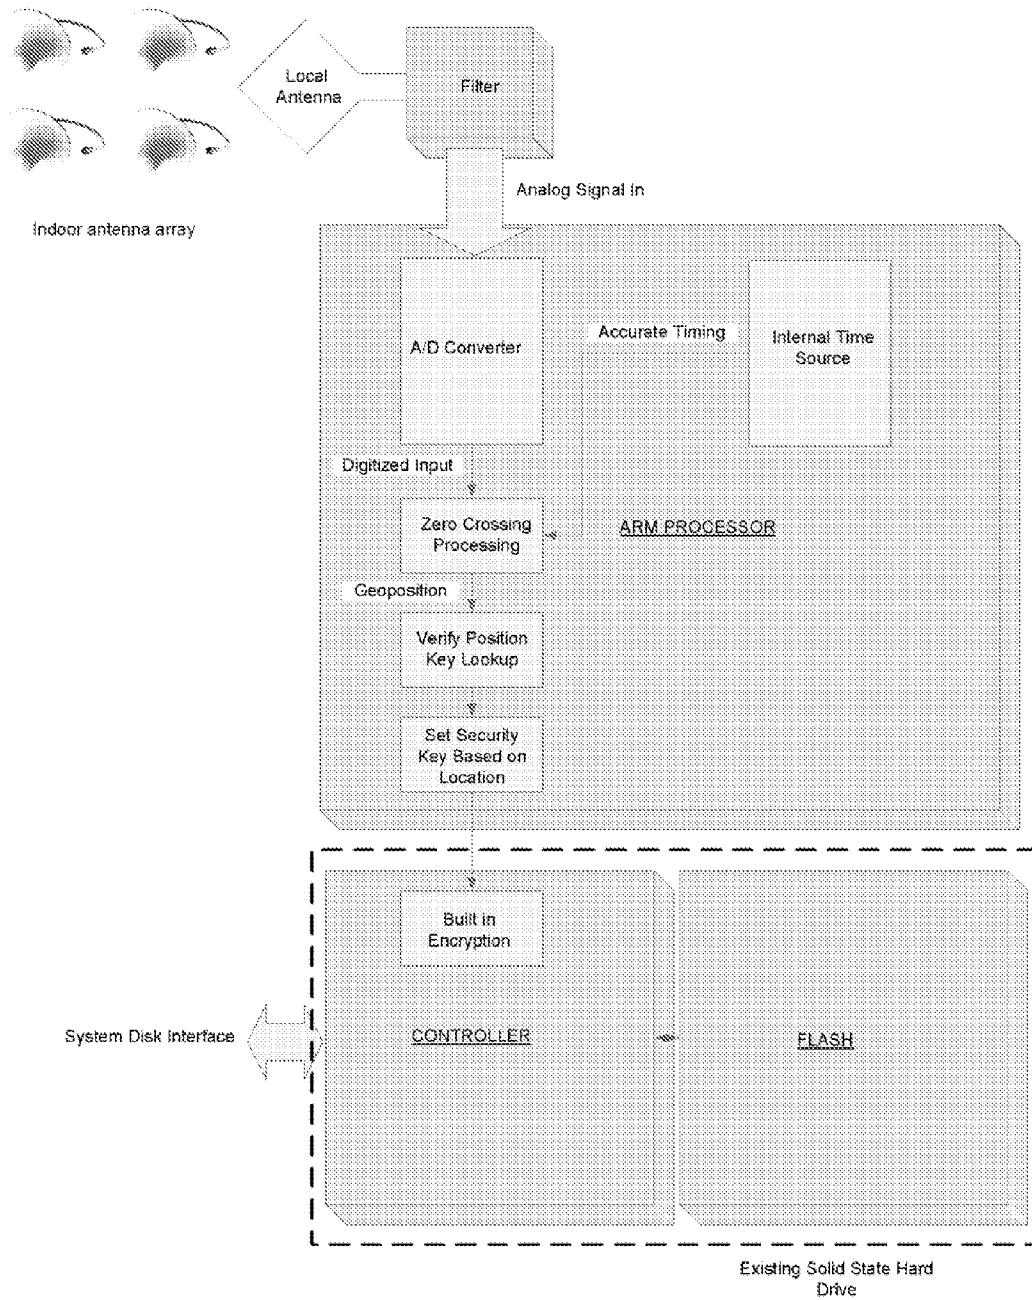 Local
Antenna
Filter
Analog Signal In
Indoor antenna array
A/D Converter
Accurate Timing
Internal Time
Source
Digitized Input
Zero Crossing
Processing
ARM PROCESSOR
Geoposition
Verify Position
Key Lookup
Set Security
Key Based on
Location
Built in
Encryption
System Disk Interface
CONTROLLER
FLASH
Existing Solid State Hard
Drive